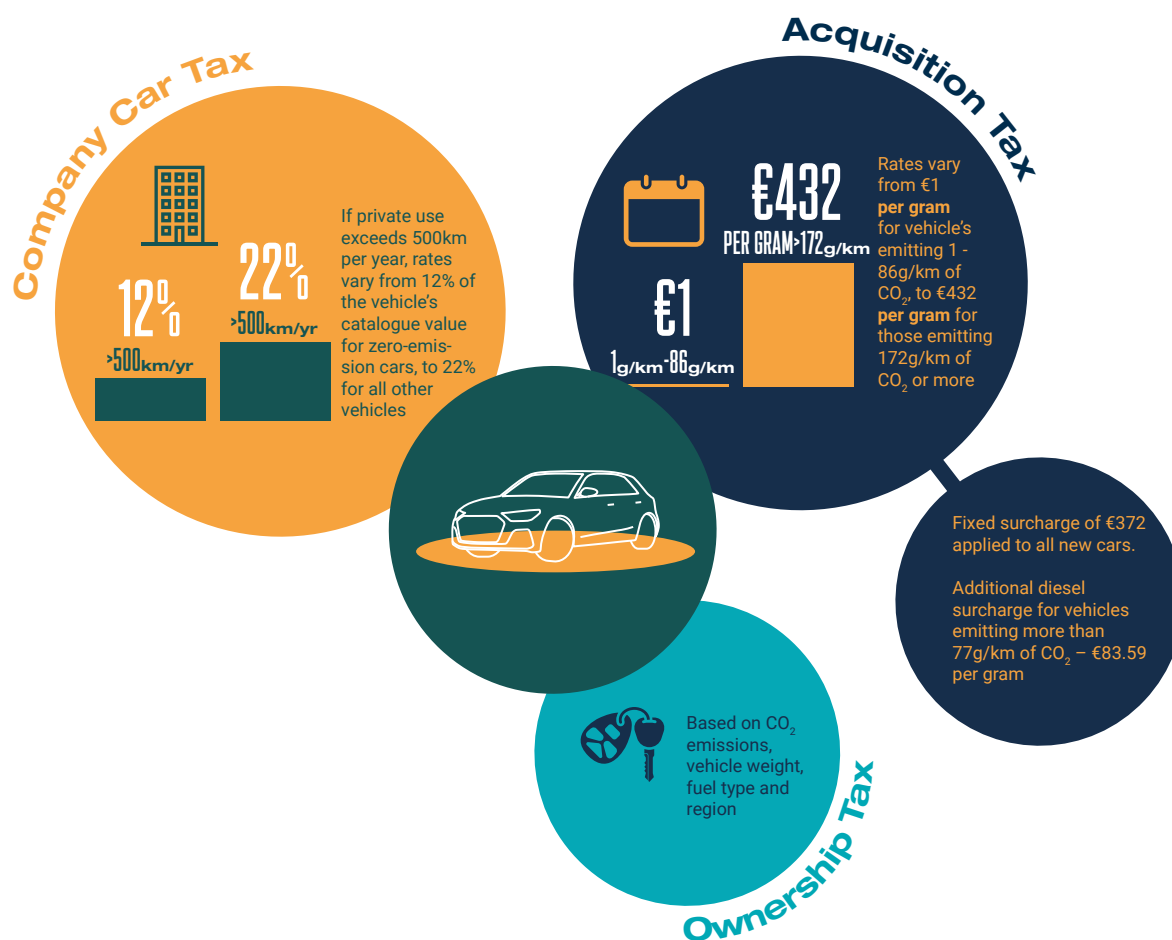 Company Car Tax
12%
>500km/yr
22%
>500km/yr
If private use
exceeds 500km
per year, rates
vary from 12% of
the vehicle's
catalogue value
for zero-emis-
sion cars, to 22%
for all other
vehicles
Acquisition Tax
€1
1g/km-86g/km
€432
PER GRAM>172g/km
Rates vary
from €1
per gram
for vehicle's
emitting 1 -
86g/km of
CO₂, to €432
per gram for
those emitting
172g/km of
CO₂ or more
Fixed surcharge of €372
applied to all new cars.
Additional diesel
surcharge for vehicles
emitting more than
77g/km of CO₂ – €83.59
per gram
Based on CO₂
emissions,
vehicle weight,
fuel type and
region
Ownership Tax